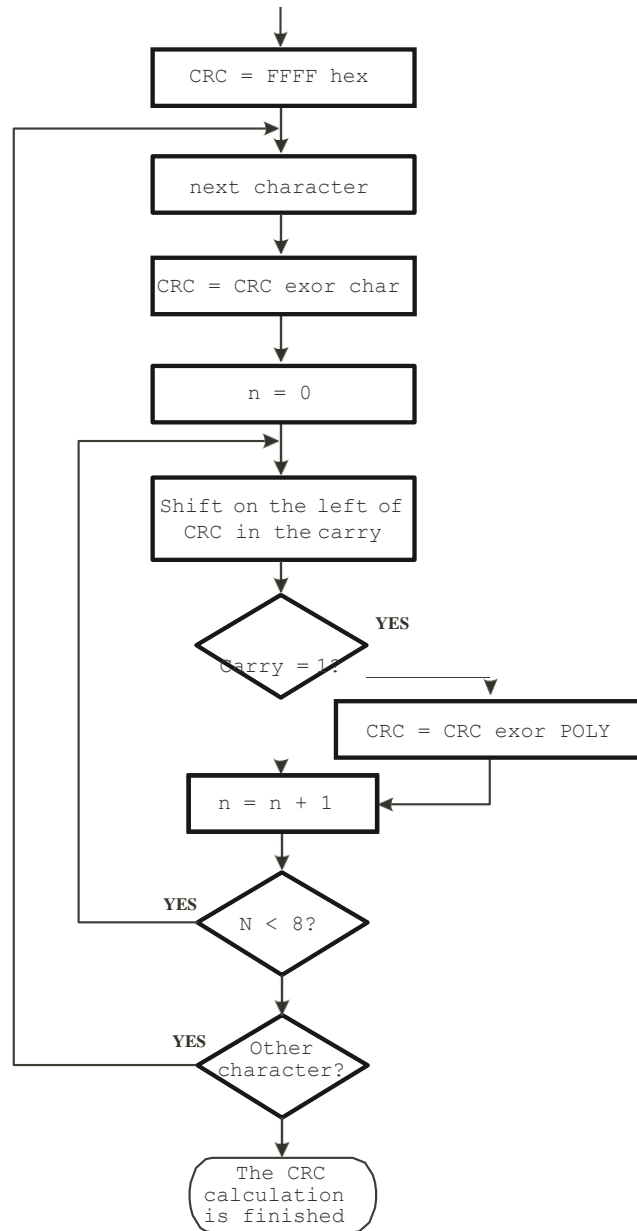 CRC = FFFF hex
next character
CRC = CRC exor char
n = 0
Shift on the left of
CRC in the carry
YES
Carry = 1?
CRC = CRC exor POLY
n = n + 1
YES
N < 8?
YES
Other
character?
The CRC
calculation
is finished